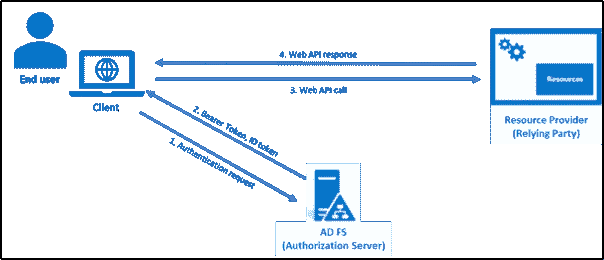 End user
Client
4. Web API response
3. Web API call
2. Bearer Token, ID token
1. Authentication request
Resources
Resource Provider
(Relying Party)
AD FS
(Authorization Server)